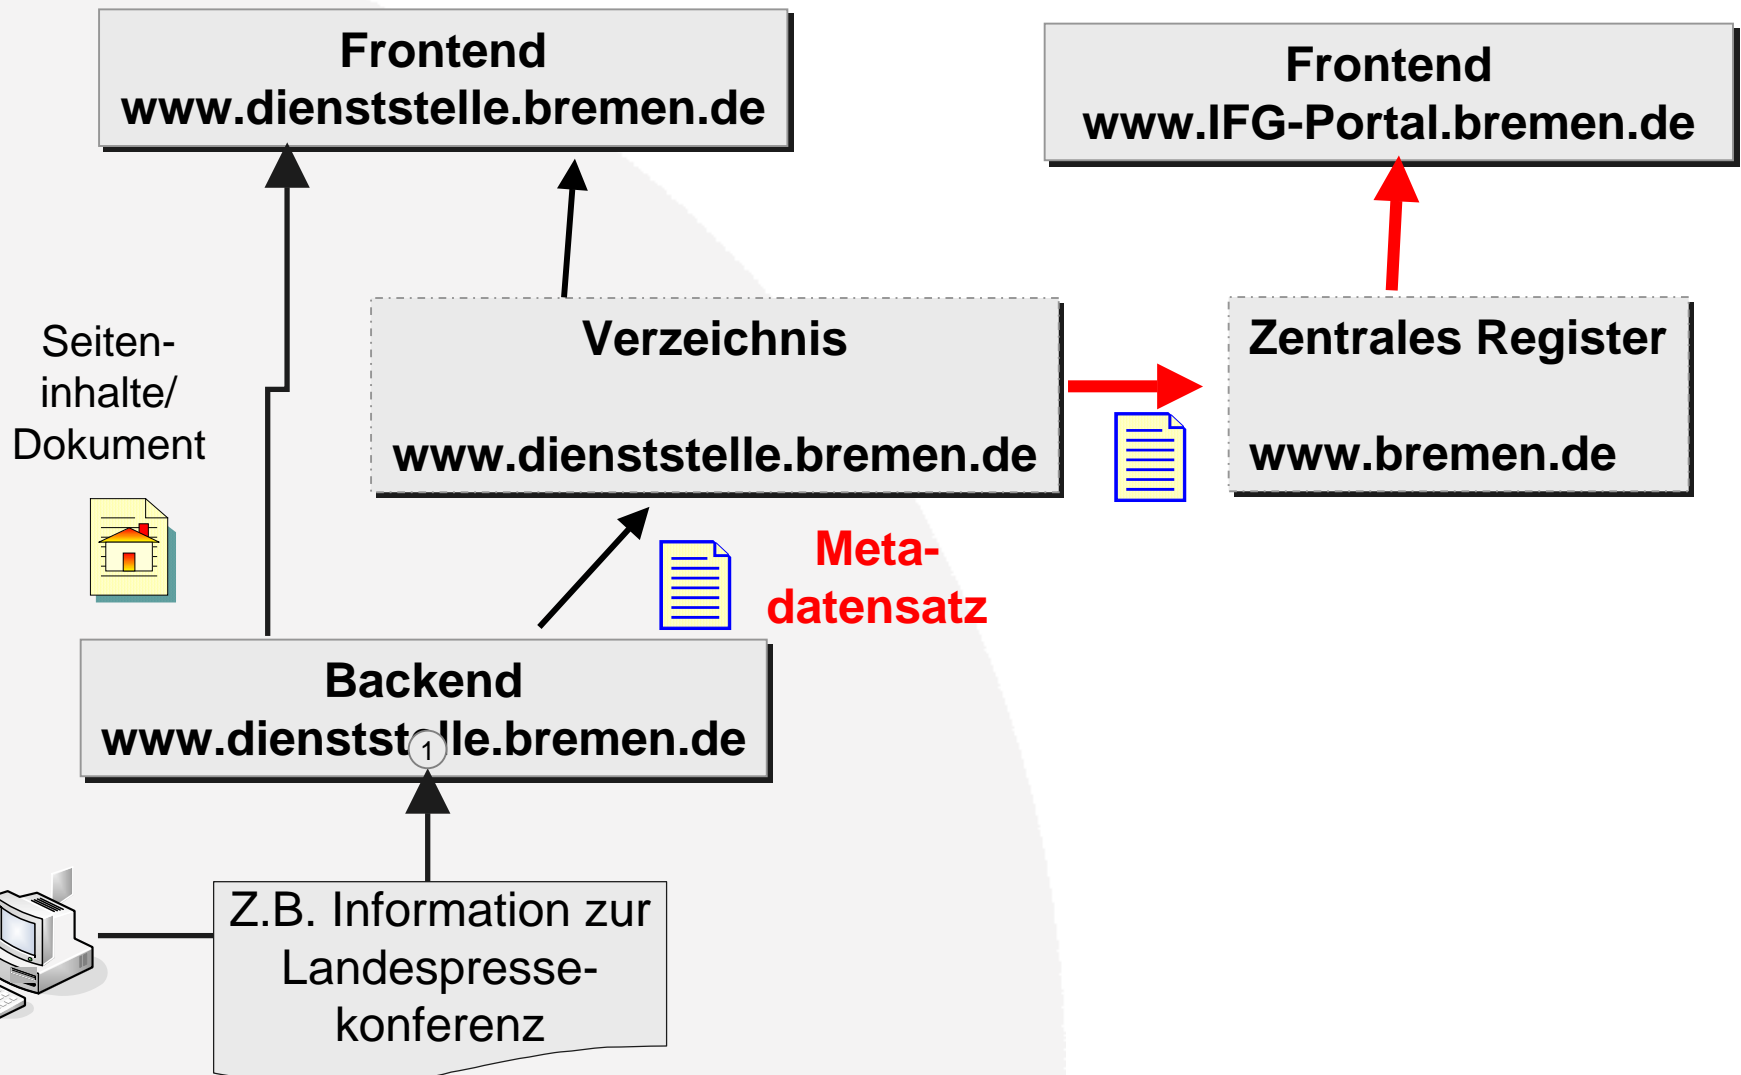 Frontend
www.dienststelle.bremen.de
Frontend
www.IFG-Portal.bremen.de
Seiten-
inhalte/
Dokument
Verzeichnis
www.dienststelle.bremen.de
Zentrales Register
www.bremen.de
Meta-
datensatz
Backend
www.dienststelle.bremen.de
1
Z.B. Information zur
Landespresse-
konferenz